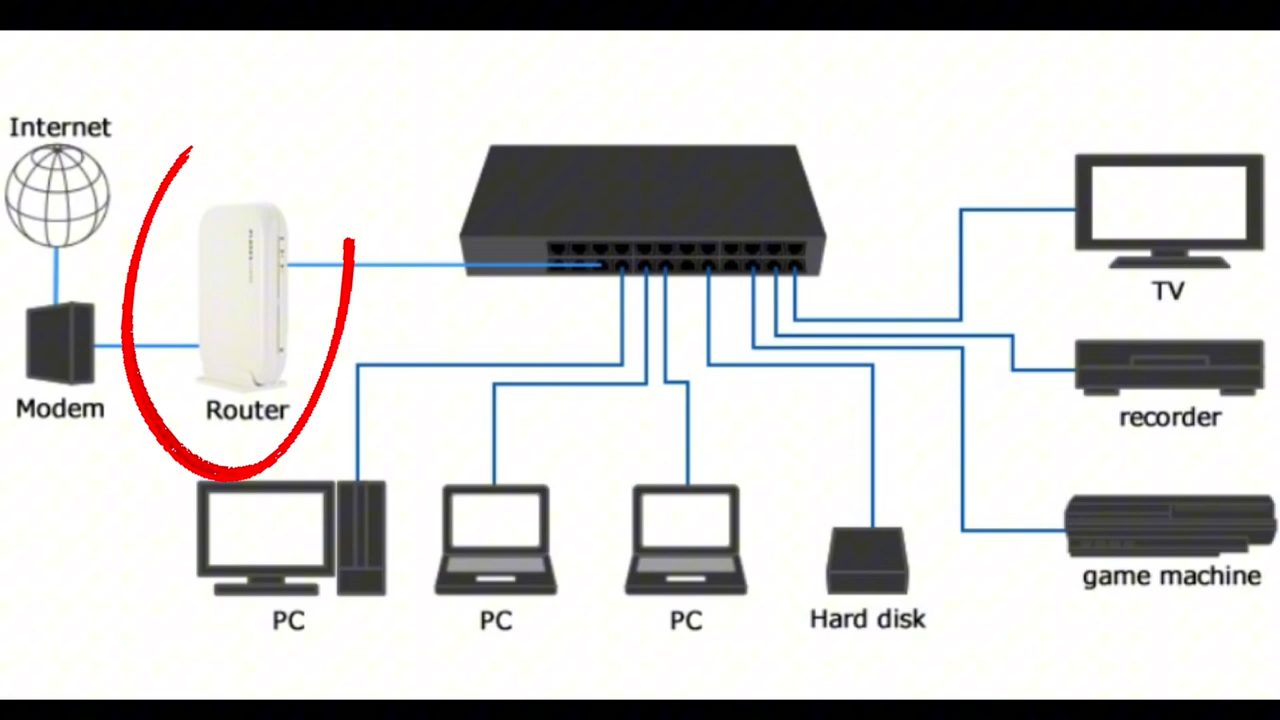 Internet
Modem
Router
TV
recorder
game machine
PC
PC
PC
Hard disk